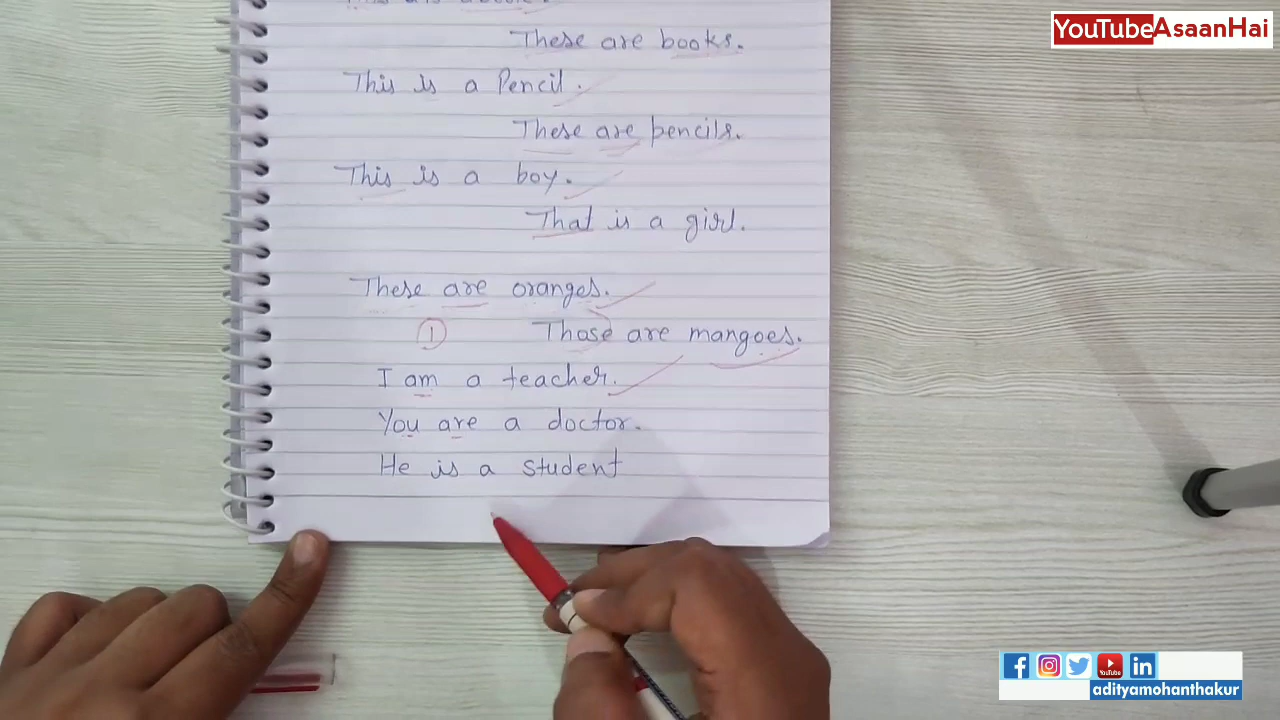 YouTubeAsaanHai
These are books.
This is a Pencil.
These are pencils.
This is a boy.
That is a girl.
These are oranges.
1 Those are mangoes.
I am a teacher.
You are a doctor.
He is a student
YouTube
adityamohanthakur